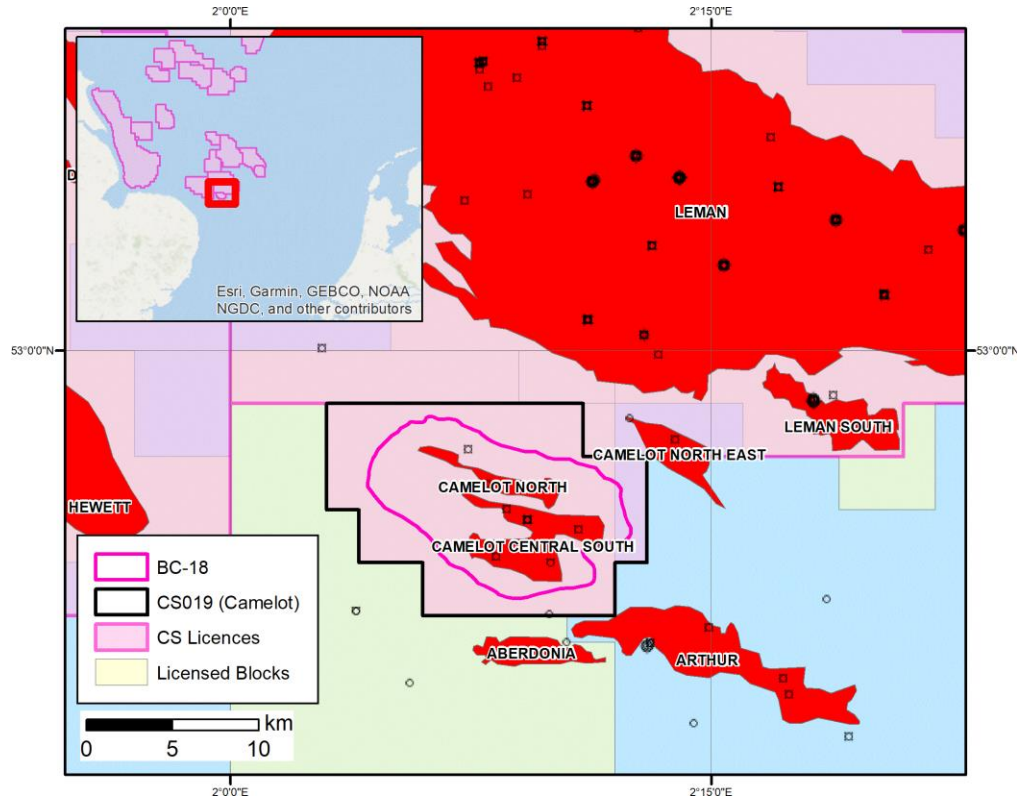 2°0'0"E
2°15'0"E
Esri, Garmin, GEBCO, NOAA
NGDC, and other contributors
D
LEMAN
53°0'0"N
53°0'0"N
LEMAN SOUTH
CAMELOT NORTH EAST
CAMELOT NORTH
HEWETT
CAMELOT CENTRAL SOUTH
BC-18
CS019 (Camelot)
CS Licences
Licensed Blocks
ABERDONIA
ARTHUR
km
0 5 10
2°0'0"E
2°15'0"E